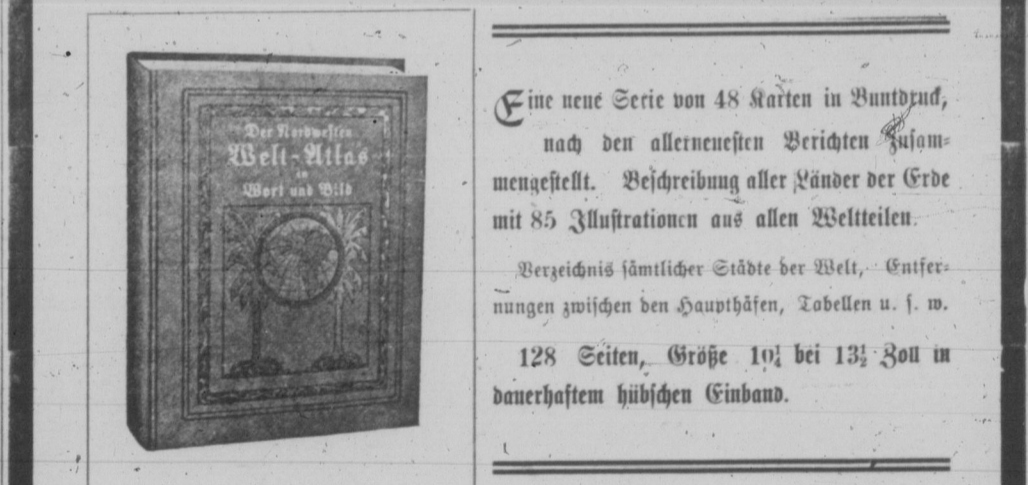 Der Nordwesten
Welt-Atlas
in
Wort und Bild
Eine neue Serie von 48 Karten in Buntdruck,
nach den allerneuesten Berichten zusam-
mengestellt. Beschreibung aller Länder der Erde
mit 85 Illustrationen aus allen Weltteilen.
Verzeichnis sämtlicher Städte der Welt, Entfer-
nungen zwischen den Haupthäfen, Tabellen u. s. w.
128 Seiten, Größe 10¼ bei 13½ Zoll in
dauerhaftem hübschen Einband.